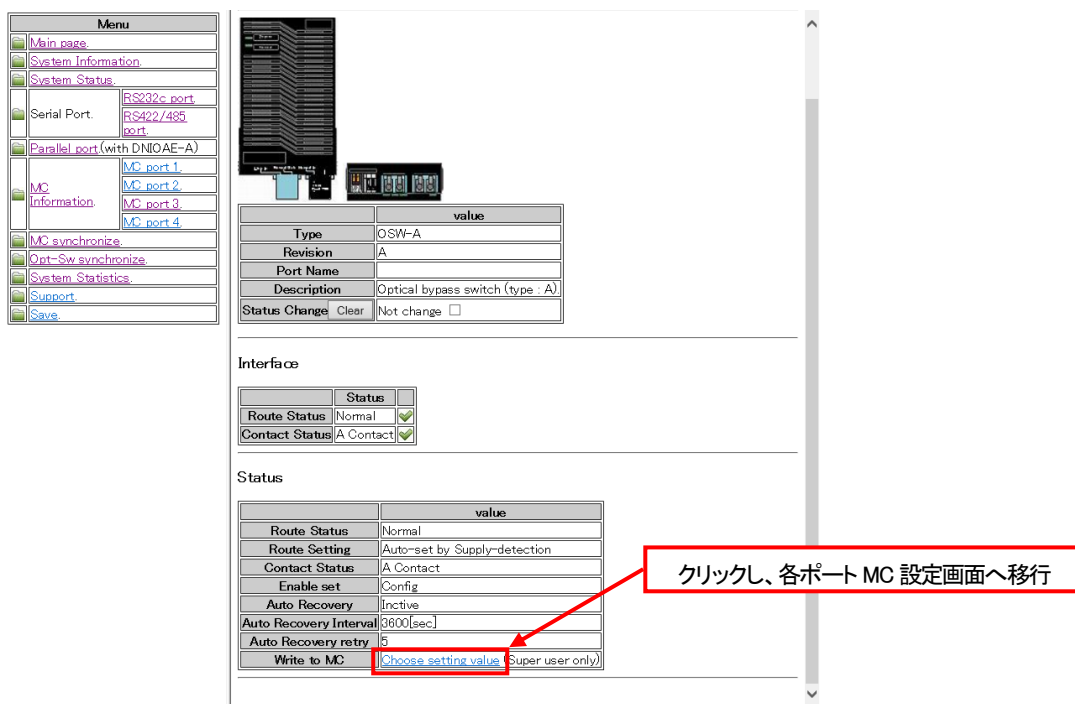 Menu
Main page.
System Information.
System Status.
Serial Port.
RS232c port.
RS422/485
port.
Parallel port.(with DNIOAE-A)
MC
Information.
MC port 1.
MC port 2.
MC port 3.
MC port 4.
MC synchronize.
Opt-Sw synchronize.
System Statistics.
Support.
Save.
value
Type OSW-A
Revision A
Port Name
Description Optical bypass switch (type : A).
Status Change Clear Not change
Interface
Status
Route Status Normal
Contact Status A Contact
Status
value
Route Status Normal
Route Setting Auto-set by Supply-detection
Contact Status A Contact
Enable set Config
Auto Recovery Inctive
Auto Recovery Interval 3600[sec]
Auto Recovery retry 5
Write to MC Choose setting value (Super user only)
クリックし、各ポート MC 設定画面へ移行